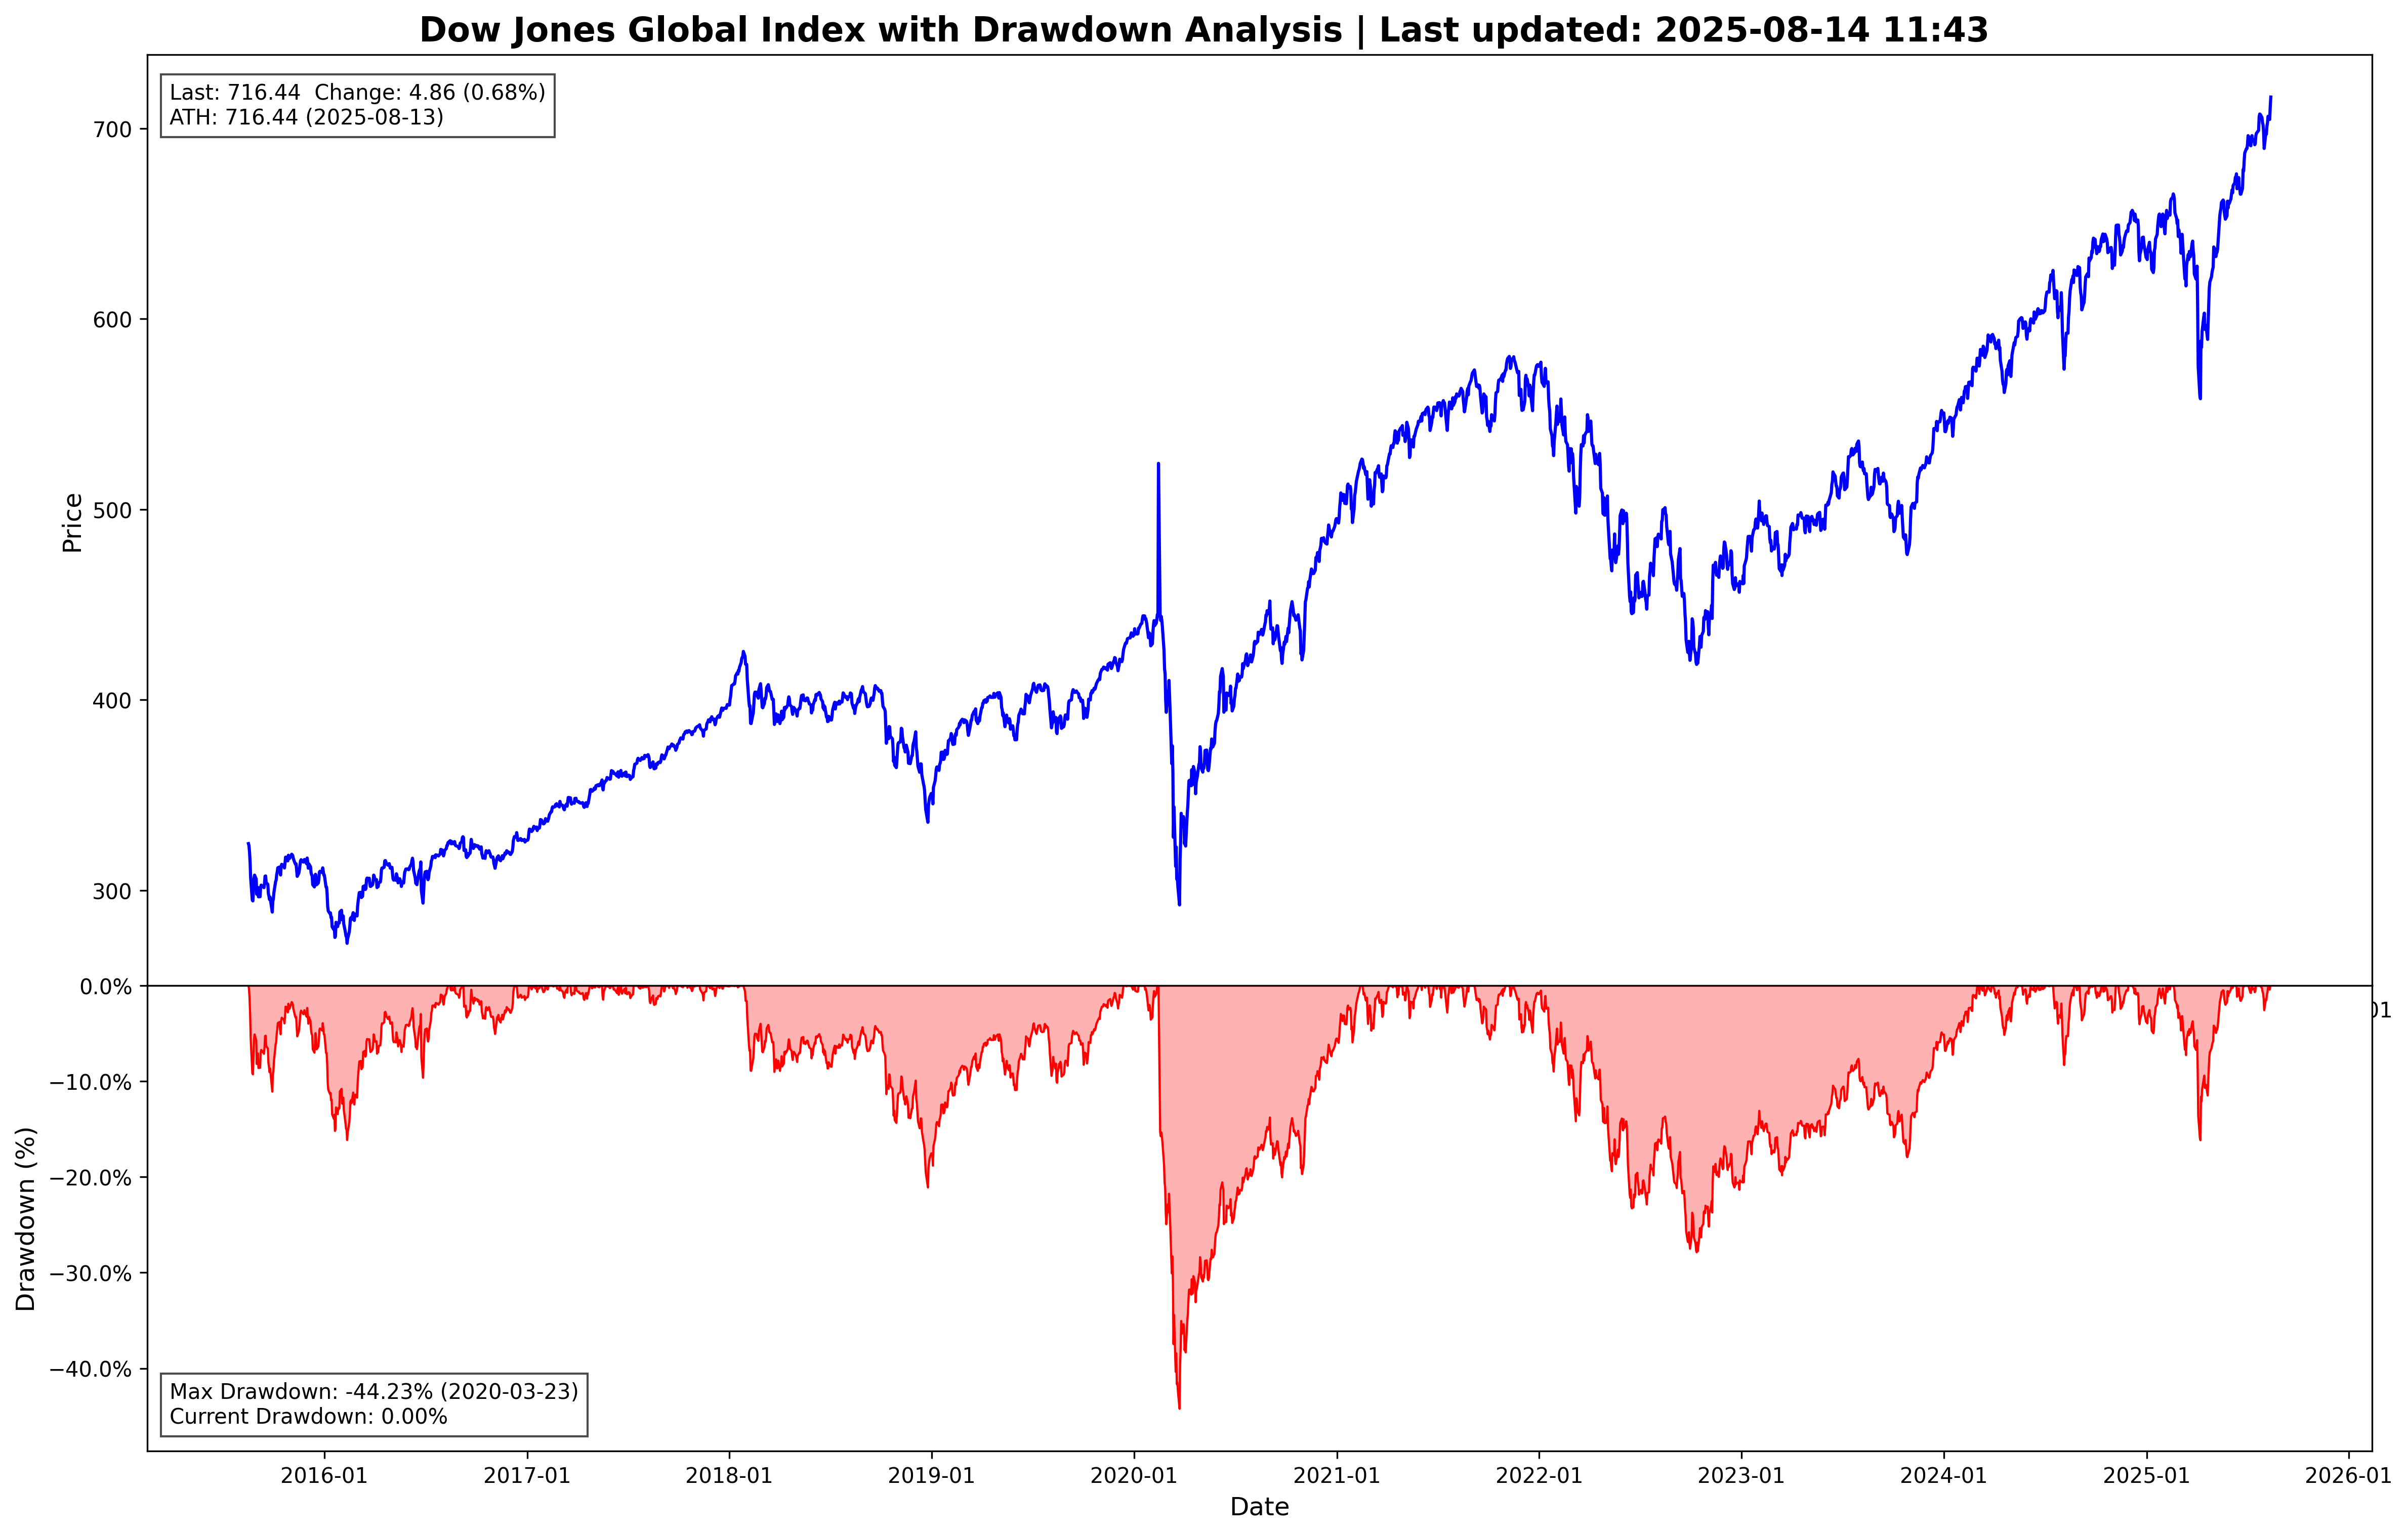 Dow Jones Global Index with Drawdown Analysis | Last updated: 2025-08-14 11:43
Last: 716.44  Change: 4.86 (0.68%)
ATH: 716.44 (2025-08-13)
700
600
500
400
300
Price
0.0%
−10.0%
−20.0%
−30.0%
−40.0%
Drawdown (%)
01
Max Drawdown: -44.23% (2020-03-23)
Current Drawdown: 0.00%
2016-01 2017-01 2018-01 2019-01 2020-01 2021-01 2022-01 2023-01 2024-01 2025-01 2026-01
Date